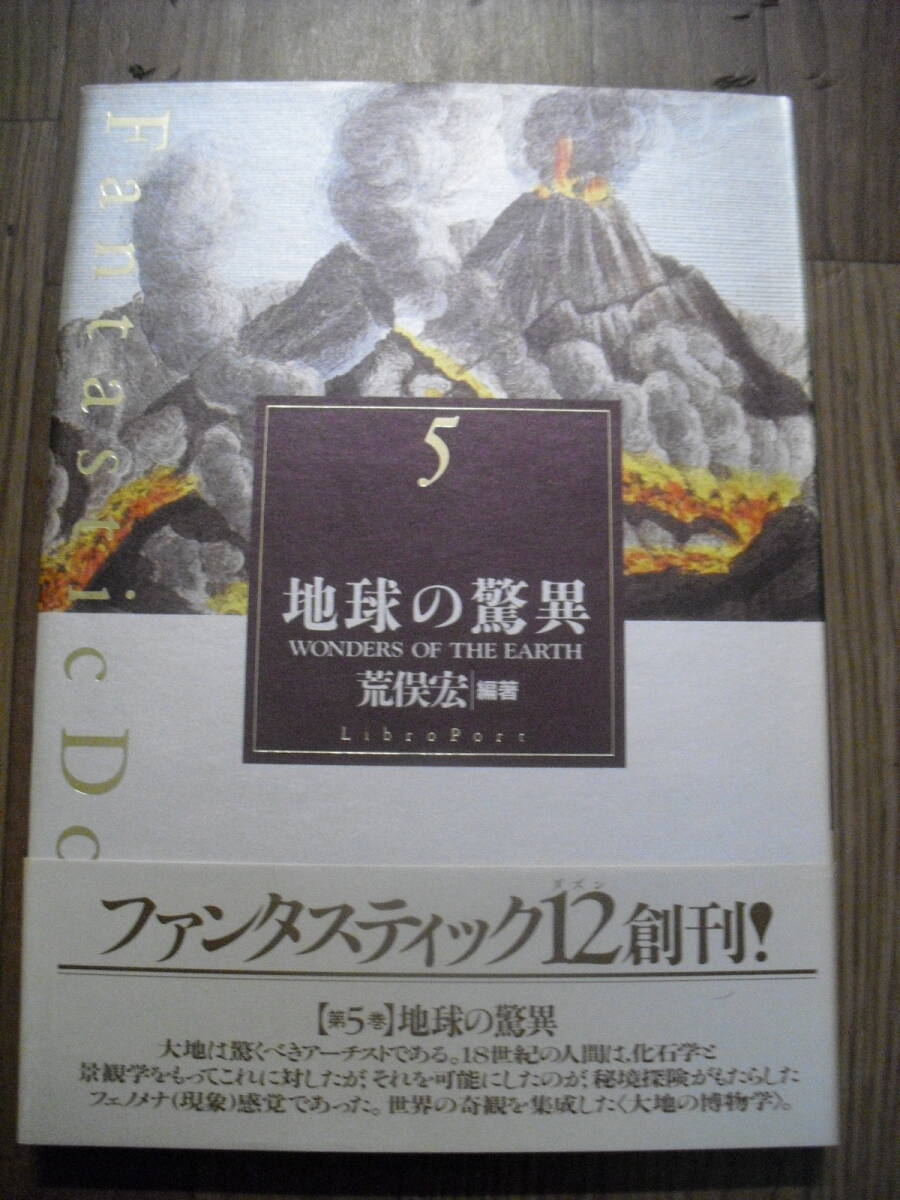 Fantastic Do
5
地球の驚異
WONDERS OF THE EARTH
荒俣宏|編著
LibroPort
ダズン
ファンタスティック12創刊!
【第5巻】地球の驚異
大地は驚くべきアーチストである。18世紀の人間は、化石学と
景観学をもってこれに対したが、それを可能にしたのが、秘境探険がもたらした
フェノメナ(現象)感覚であった。世界の奇観を集成した〈大地の博物学〉。